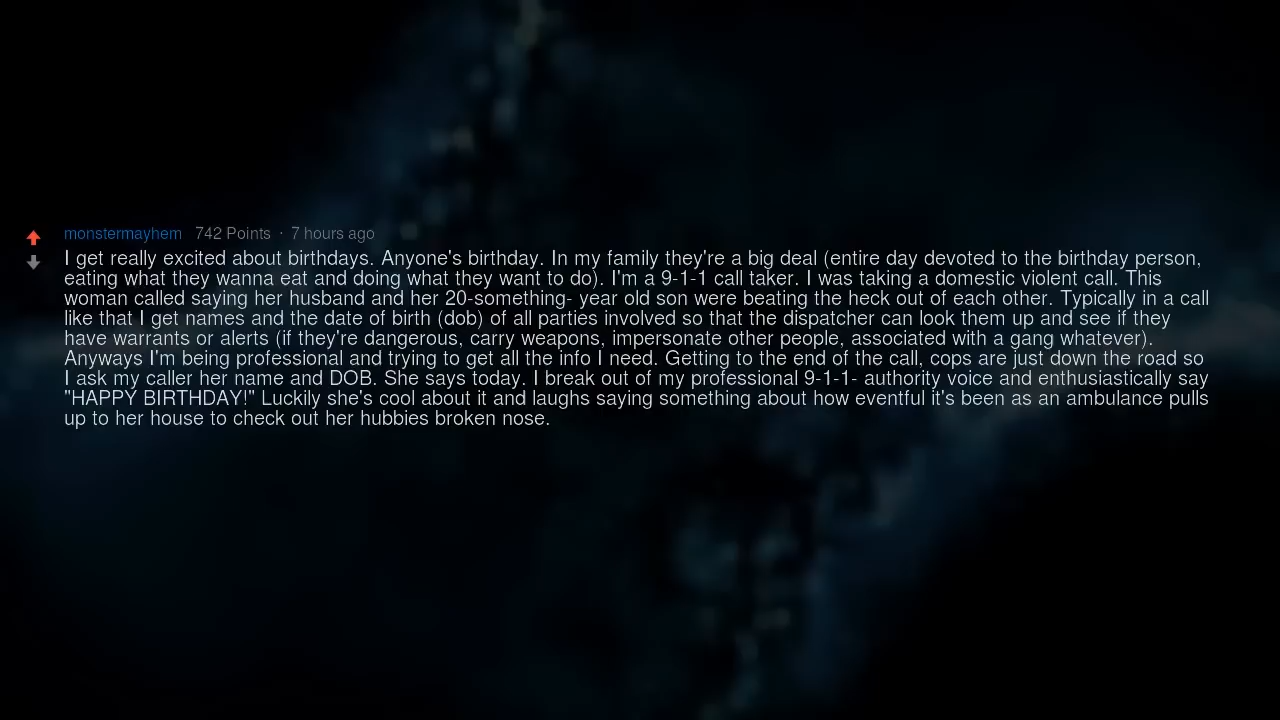 monstermayhem 742 Points · 7 hours ago
I get really excited about birthdays. Anyone's birthday. In my family they're a big deal (entire day devoted to the birthday person,
eating what they wanna eat and doing what they want to do). I'm a 9-1-1 call taker. I was taking a domestic violent call. This
woman called saying her husband and her 20-something- year old son were beating the heck out of each other. Typically in a call
like that I get names and the date of birth (dob) of all parties involved so that the dispatcher can look them up and see if they
have warrants or alerts (if they're dangerous, carry weapons, impersonate other people, associated with a gang whatever).
Anyways I'm being professional and trying to get all the info I need. Getting to the end of the call, cops are just down the road so
I ask my caller her name and DOB. She says today. I break out of my professional 9-1-1- authority voice and enthusiastically say
"HAPPY BIRTHDAY!" Luckily she's cool about it and laughs saying something about how eventful it's been as an ambulance pulls
up to her house to check out her hubbies broken nose.